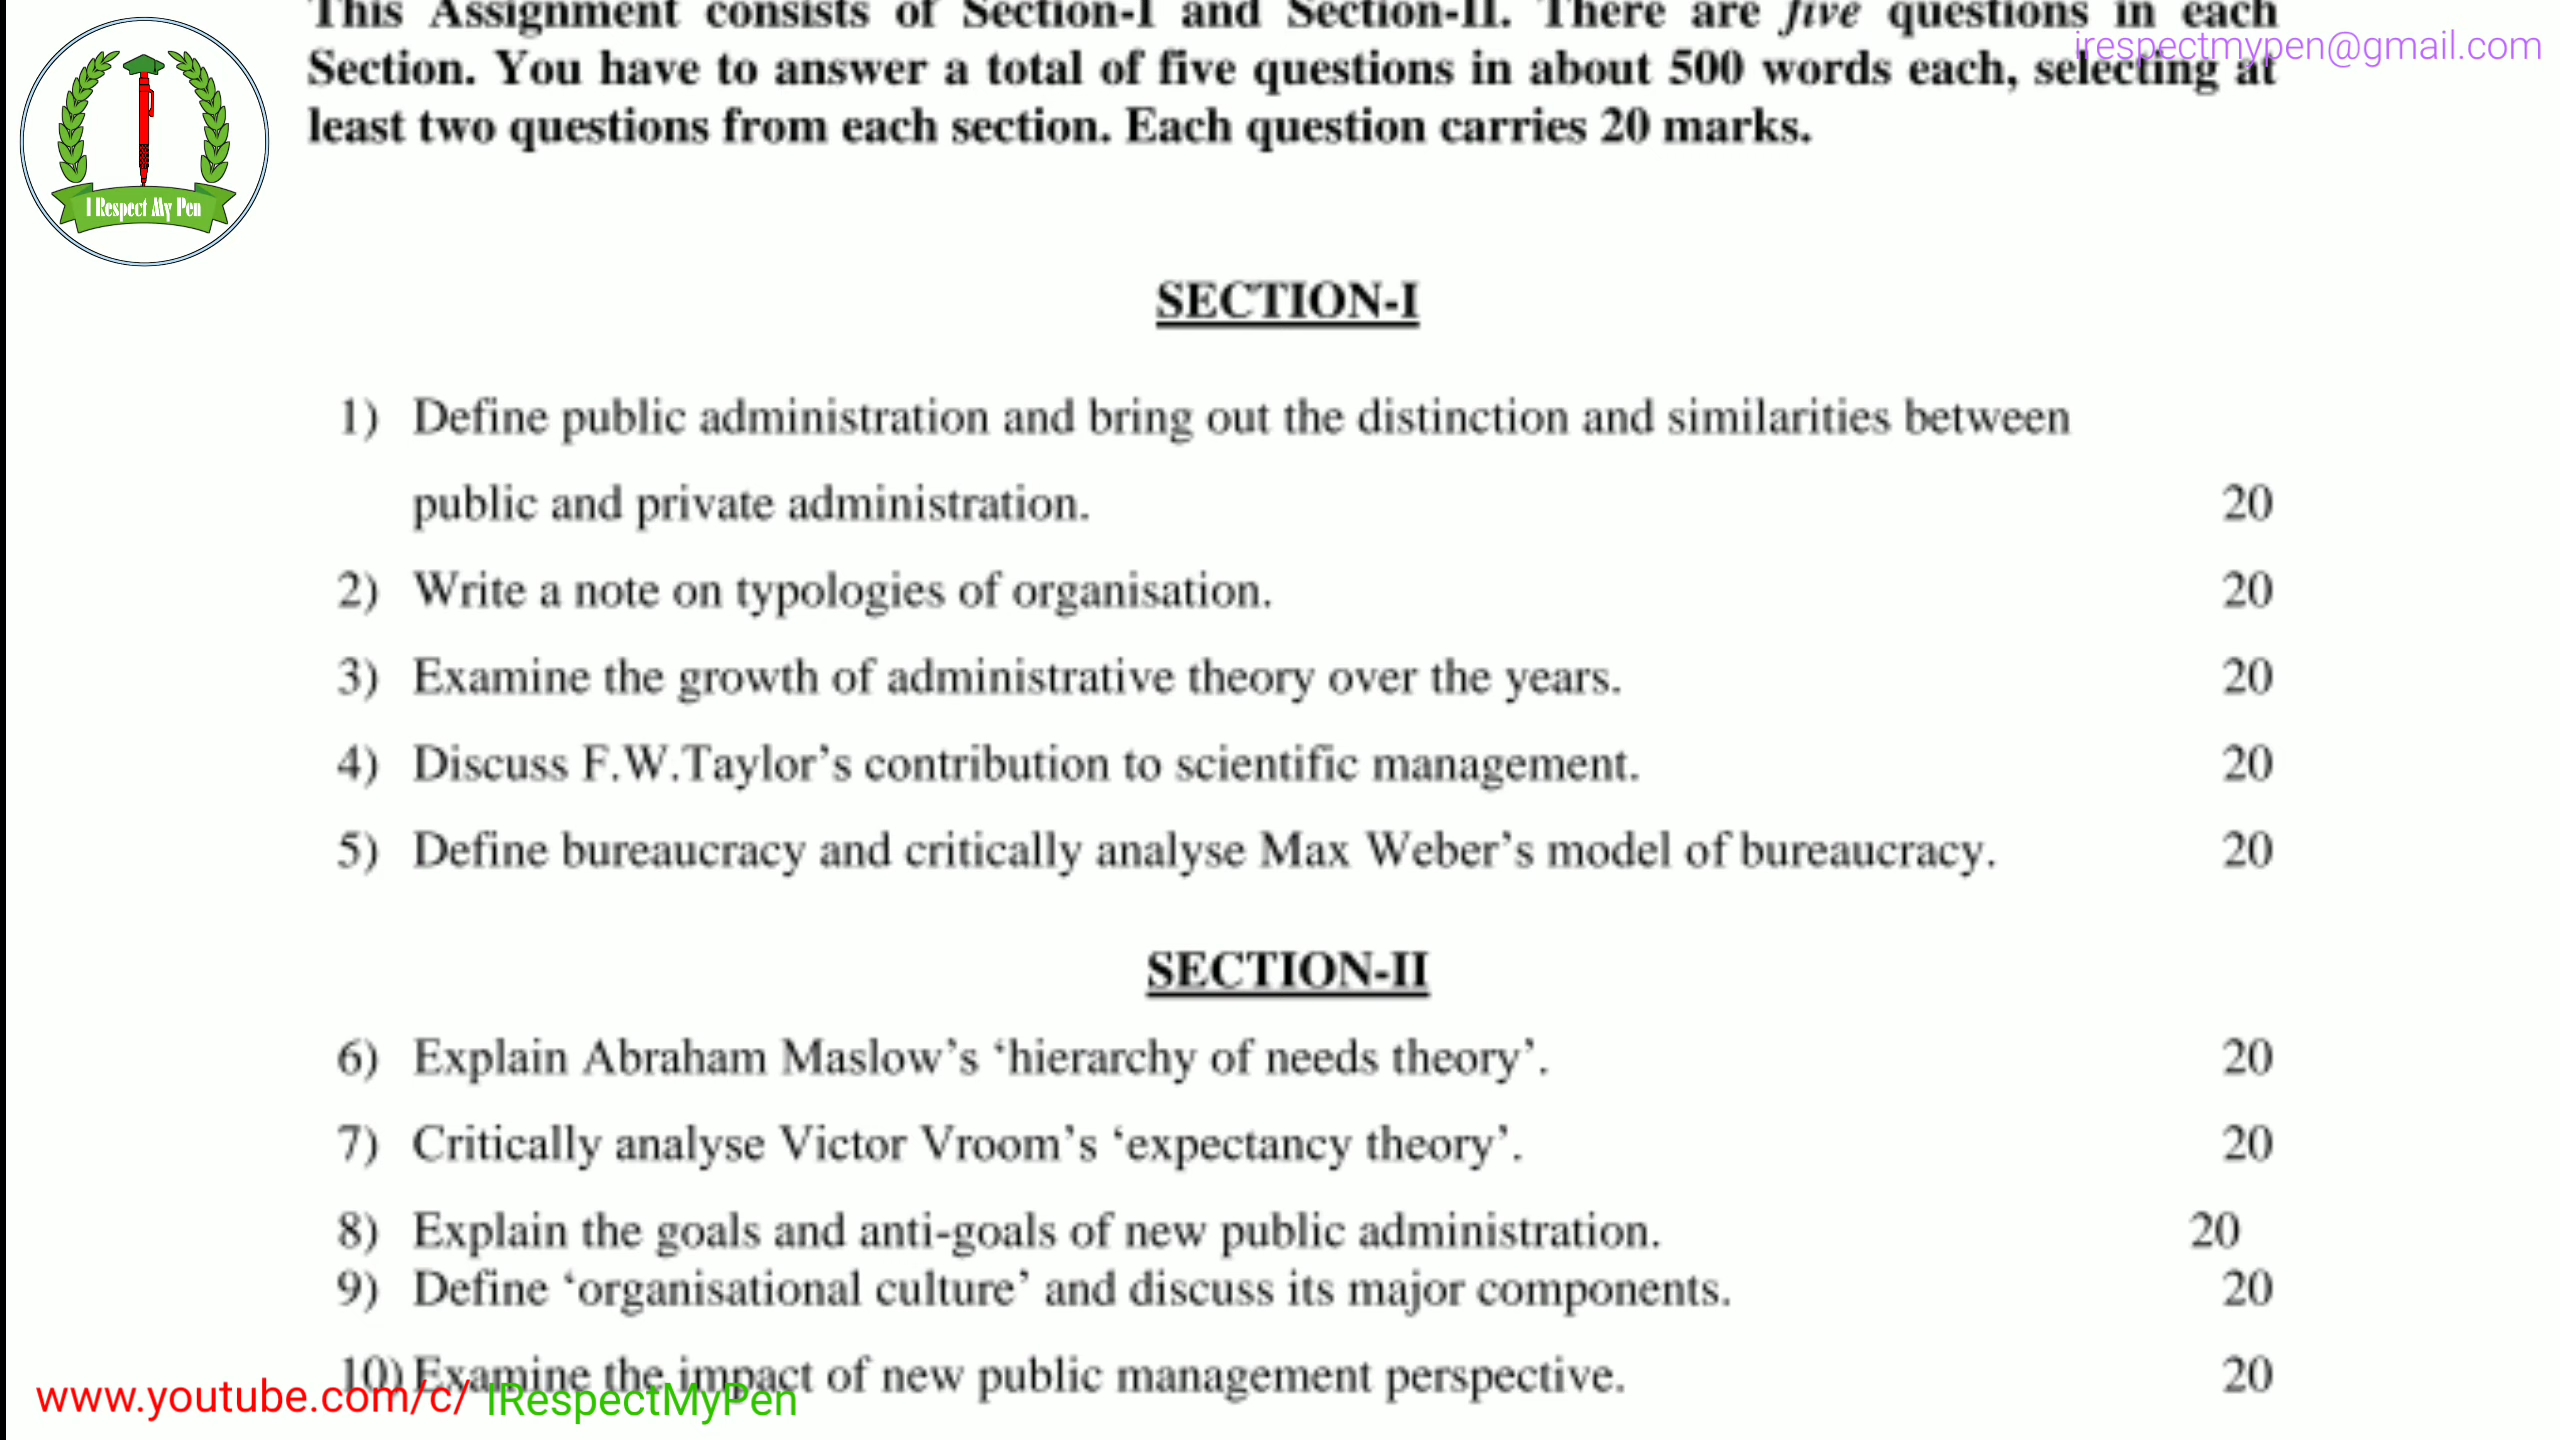 This Assignment consists of Section-I and Section-II. There are five questions in each
irespectmypen@gmail.com
Section. You have to answer a total of five questions in about 500 words each, selecting at
least two questions from each section. Each question carries 20 marks.
I Respect My Pen
SECTION-I
1) Define public administration and bring out the distinction and similarities between
public and private administration. 20
2) Write a note on typologies of organisation. 20
3) Examine the growth of administrative theory over the years. 20
4) Discuss F.W.Taylor’s contribution to scientific management. 20
5) Define bureaucracy and critically analyse Max Weber’s model of bureaucracy. 20
SECTION-II
6) Explain Abraham Maslow’s ‘hierarchy of needs theory’. 20
7) Critically analyse Victor Vroom’s ‘expectancy theory’. 20
8) Explain the goals and anti-goals of new public administration. 20
9) Define ‘organisational culture’ and discuss its major components. 20
10) Examine the impact of new public management perspective. 20
www.youtube.com/c/ IRespectMyPen